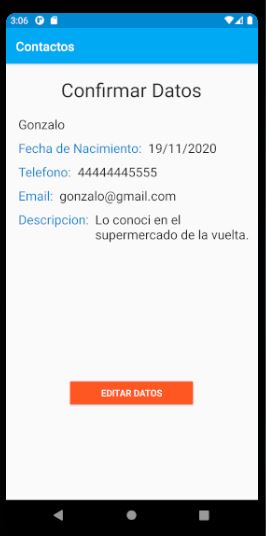 3:06
Contactos
Confirmar Datos
Gonzalo
Fecha de Nacimiento: 19/11/2020
Telefono: 44444445555
Email: gonzalo@gmail.com
Descripcion: Lo conoci en el
supermercado de la vuelta.
EDITAR DATOS